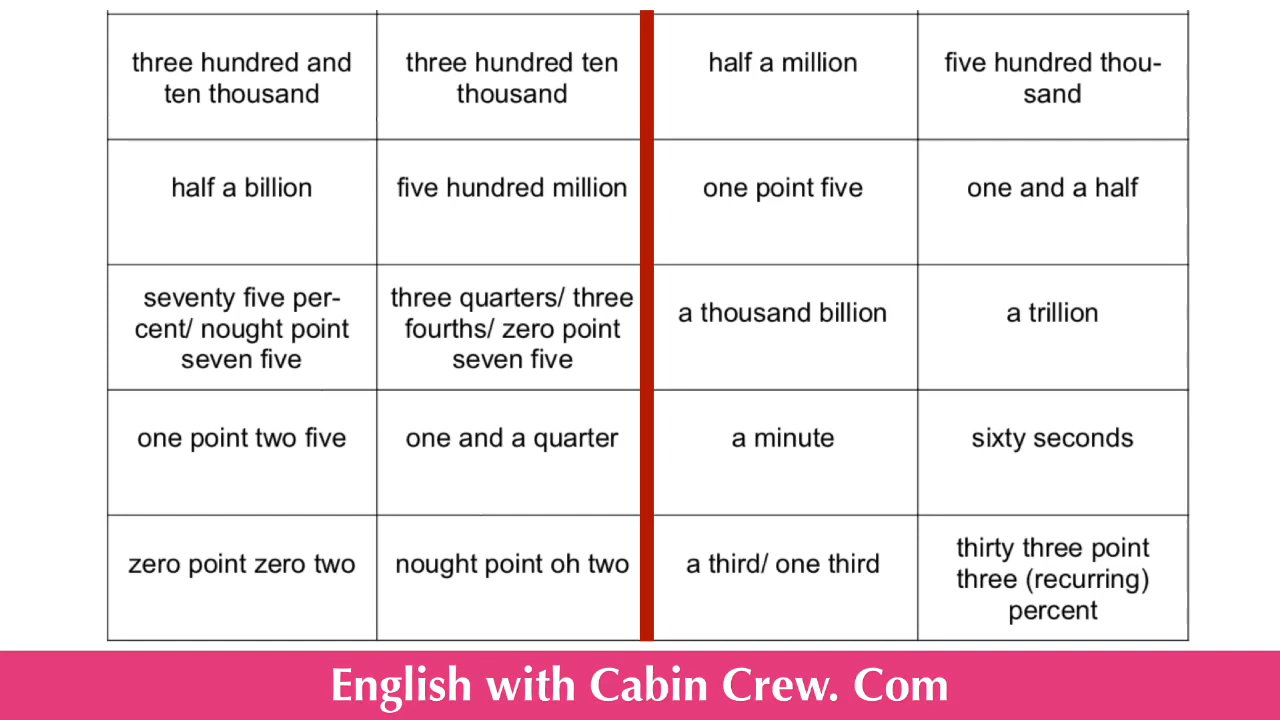 three hundred and
ten thousand
three hundred ten
thousand
half a million
five hundred thou-
sand
half a billion
five hundred million
one point five
one and a half
seventy five per-
cent/ nought point
seven five
three quarters/ three
fourths/ zero point
seven five
a thousand billion
a trillion
one point two five
one and a quarter
a minute
sixty seconds
zero point zero two
nought point oh two
a third/ one third
thirty three point
three (recurring)
percent
English with Cabin Crew. Com